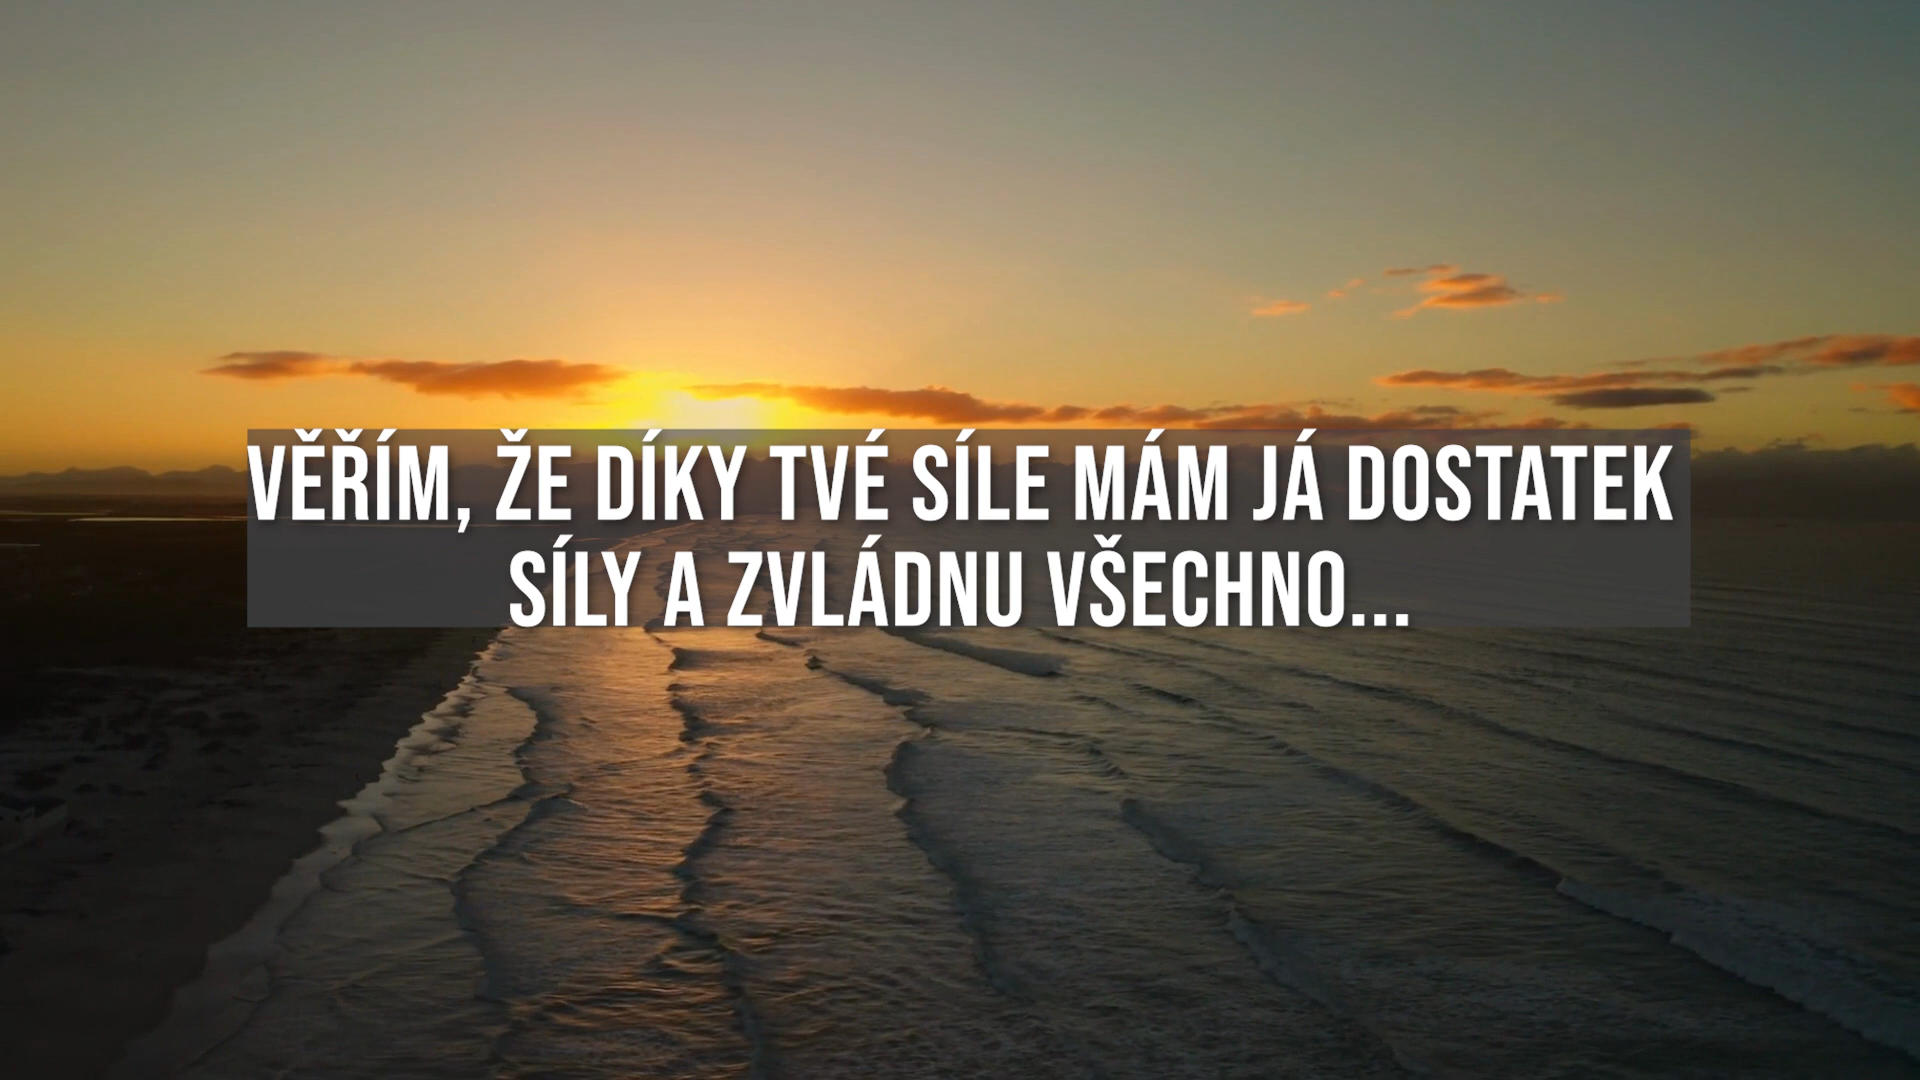 VĚŘÍM, ŽE DÍKY TVÉ SÍLE MÁM JÁ DOSTATEK
SÍLY A ZVLÁDNU VŠECHNO...